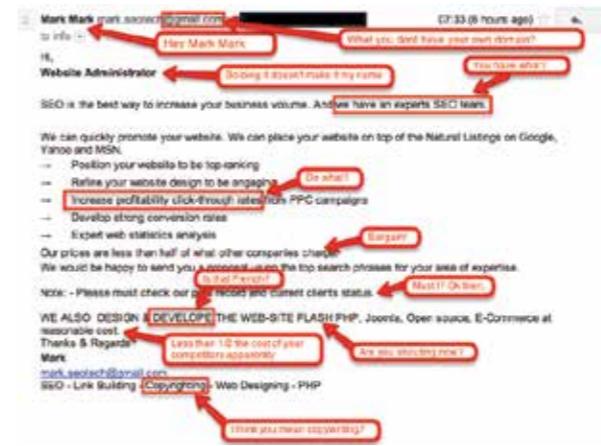 Mark Mark mark.seotech@gmail.com 07:33 (6 hours ago)
to info
Hey Mark Mark
What you dont have your own domain?
Hi,
Website Administrator
Bolding it doesn't make it my name
You have what?
SEO is the best way to increase your business volume. And we have an experts SEO team.
We can quickly promote your website. We can place your website on top of the Natural Listings on Google,
Yahoo and MSN.
Position your website to be top-ranking
Refine your website design to be engaging
Do what?
Increase profitability click-through rates from PPC campaigns
Develop strong conversion rates
Expert web statistics analysis
Bargain!
Our prices are less than half of what other companies charge.
We would be happy to send you a proposal on the top search phrases for your area of expertise.
Is that French?
Must I? Ok then.
Note: - Please must check our record and current clients status.
WE ALSO DESIGN & DEVELOPE THE WEB-SITE FLASH PHP, Joomla, Open source, E-Commerce at
reasonable cost.
Less than 1/2 the cost of your
competitors apparently
Are you shouting now?
Thanks & Regards
Mark
mark.seotech@gmail.com
SEO - Link Building - Copyrighting - Web Designing - PHP
I think you mean copywriting?